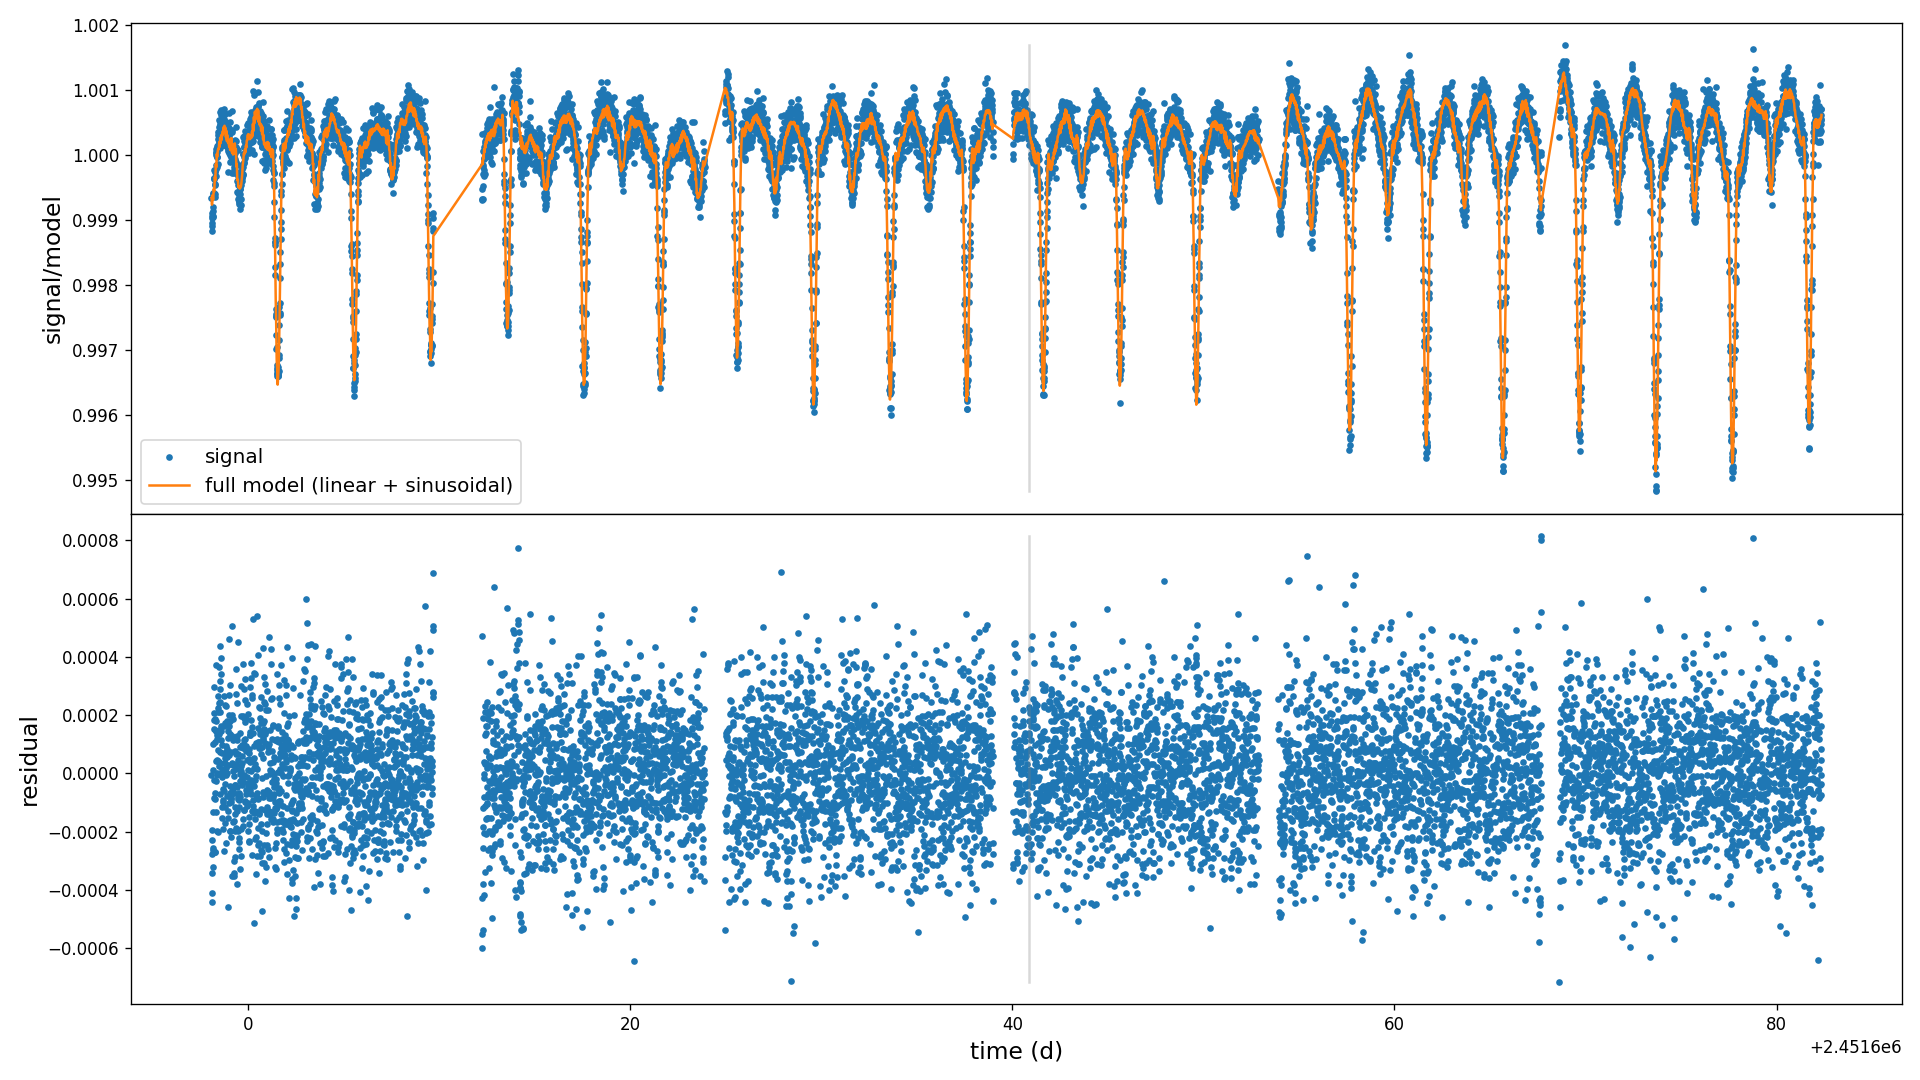 1.002
1.001
1.000
0.999
0.998
0.997
0.996
0.995
signal/model
signal
full model (linear + sinusoidal)
0.0008
0.0006
0.0004
0.0002
0.0000
−0.0002
−0.0004
−0.0006
residual
0 20 40 60 80
time (d)
+2.4516e6